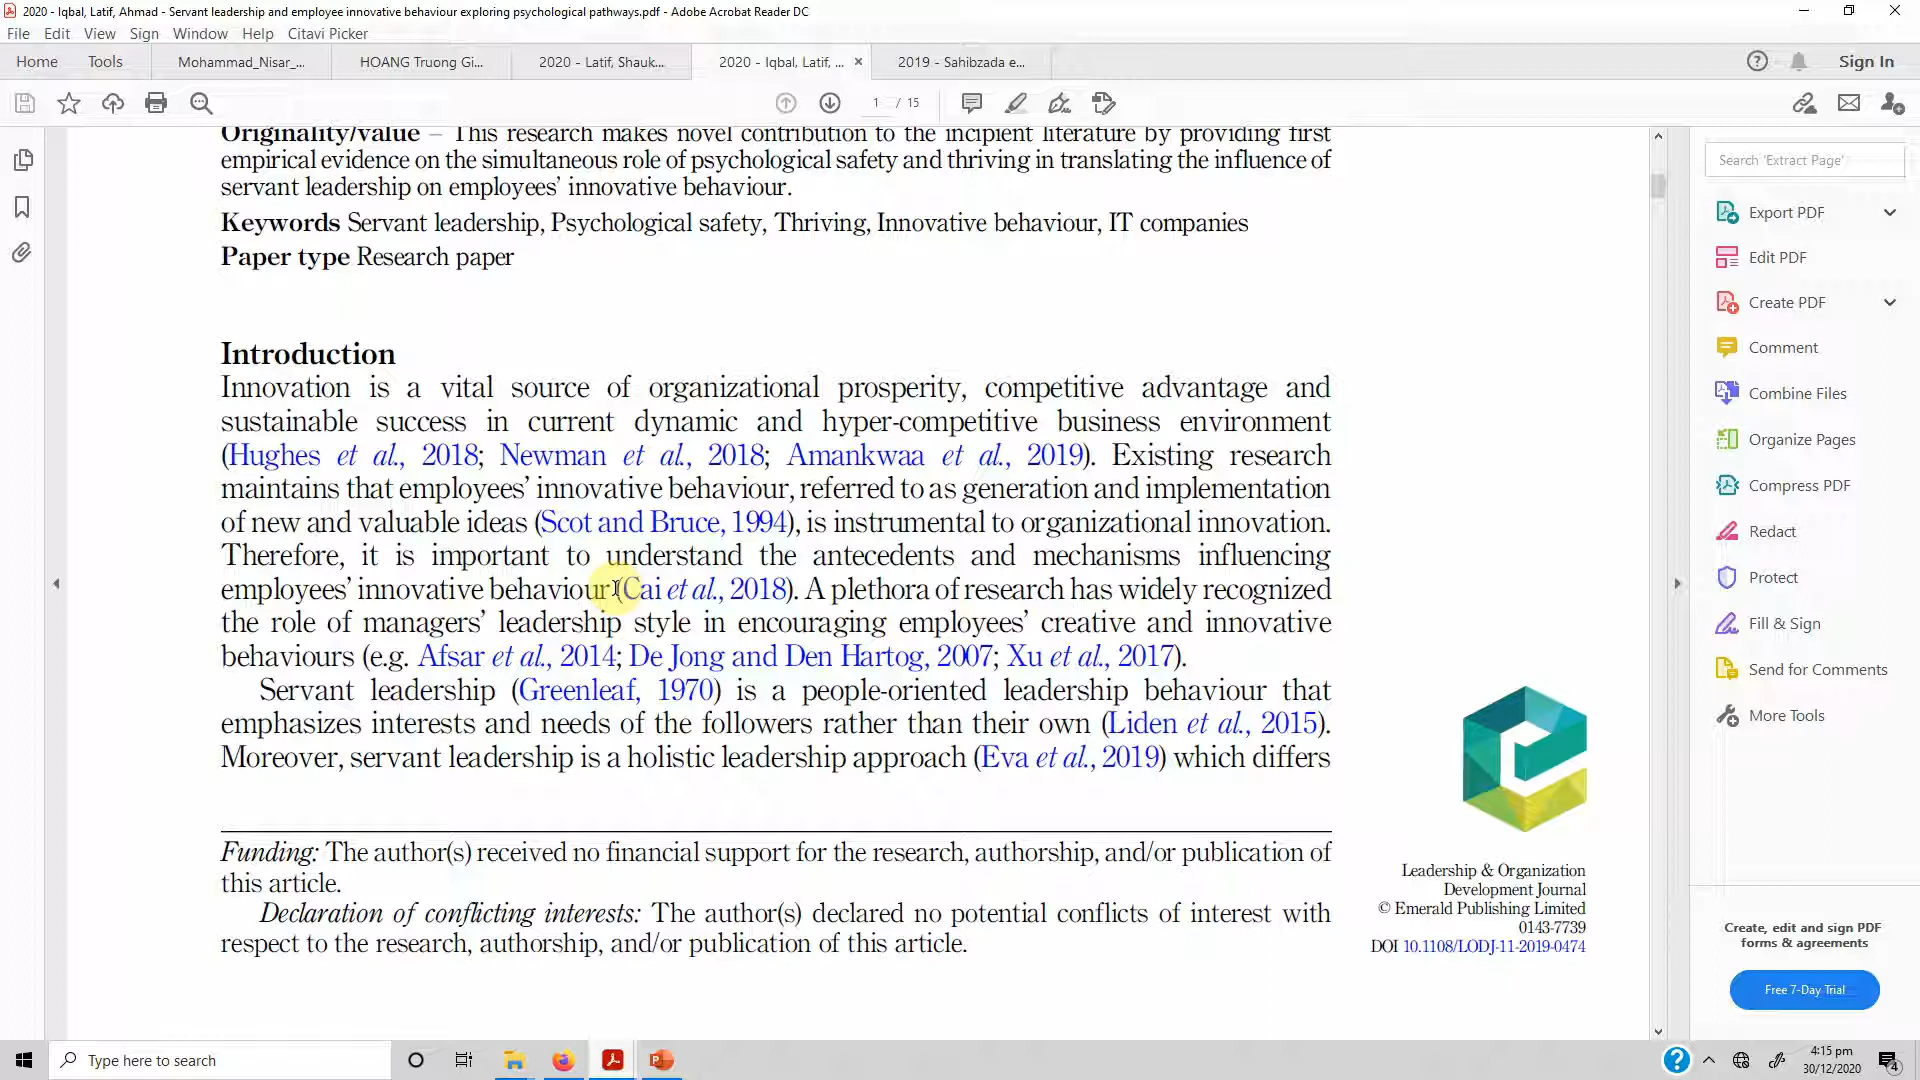 2020 - Iqbal, Latif, Ahmad - Servant leadership and employee innovative behaviour exploring psychological pathways.pdf - Adobe Acrobat Reader DC
File Edit View Sign Window Help Citavi Picker
Home Tools Mohammad_Nisar_... HOANG Truong Gi... 2020 - Latif, Shauk... 2020 - Iqbal, Latif, ... 2019 - Sahibzada e... Sign In
1 / 15
Originality/value – This research makes novel contribution to the incipient literature by providing first
empirical evidence on the simultaneous role of psychological safety and thriving in translating the influence of
servant leadership on employees' innovative behaviour.
Keywords Servant leadership, Psychological safety, Thriving, Innovative behaviour, IT companies
Paper type Research paper
Introduction
Innovation is a vital source of organizational prosperity, competitive advantage and
sustainable success in current dynamic and hyper-competitive business environment
(Hughes et al., 2018; Newman et al., 2018; Amankwaa et al., 2019). Existing research
maintains that employees' innovative behaviour, referred to as generation and implementation
of new and valuable ideas (Scot and Bruce, 1994), is instrumental to organizational innovation.
Therefore, it is important to understand the antecedents and mechanisms influencing
employees' innovative behaviour (Cai et al., 2018). A plethora of research has widely recognized
the role of managers' leadership style in encouraging employees' creative and innovative
behaviours (e.g. Afsar et al., 2014; De Jong and Den Hartog, 2007; Xu et al., 2017).
Servant leadership (Greenleaf, 1970) is a people-oriented leadership behaviour that
emphasizes interests and needs of the followers rather than their own (Liden et al., 2015).
Moreover, servant leadership is a holistic leadership approach (Eva et al., 2019) which differs
Funding: The author(s) received no financial support for the research, authorship, and/or publication of
this article.
Declaration of conflicting interests: The author(s) declared no potential conflicts of interest with
respect to the research, authorship, and/or publication of this article.
Leadership & Organization
Development Journal
© Emerald Publishing Limited
0143-7739
DOI 10.1108/LODJ-11-2019-0474
Search 'Extract Page'
Export PDF
Edit PDF
Create PDF
Comment
Combine Files
Organize Pages
Compress PDF
Redact
Protect
Fill & Sign
Send for Comments
More Tools
Create, edit and sign PDF
forms & agreements
Free 7-Day Trial
Type here to search
4:15 pm
30/12/2020
4